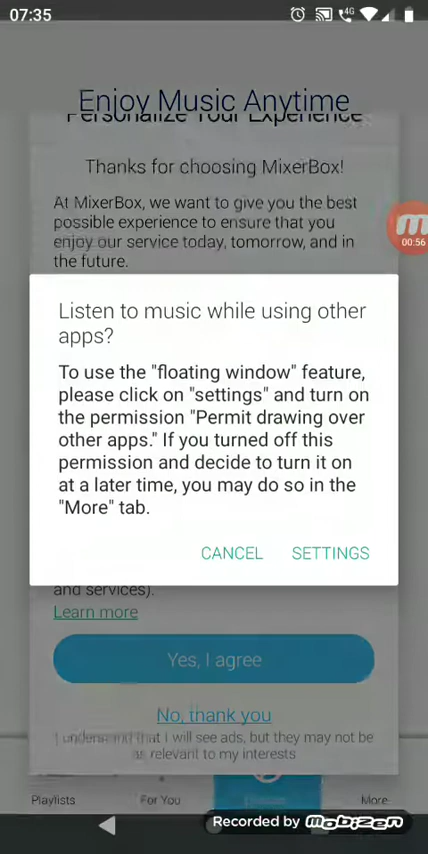 07:35
4G
Enjoy Music Anytime
Personalize Your Experience
Thanks for choosing MixerBox!
At MixerBox, we want to give you the best
possible experience to ensure that you
enjoy our service today, tomorrow, and in
the future.
00:56
Listen to music while using other
apps?
To use the "floating window" feature,
please click on "settings" and turn on
the permission "Permit drawing over
other apps." If you turned off this
permission and decide to turn it on
at a later time, you may do so in the
"More" tab.
CANCEL SETTINGS
and services).
Learn more
Yes, I agree
No, thank you
I understand that I will see ads, but they may not be
as relevant to my interests
Playlists For You More
Recorded by mobizen